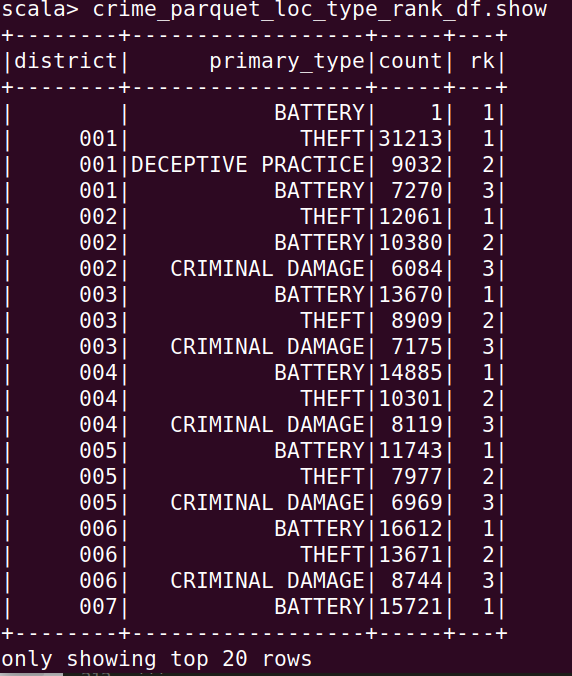 scala> crime_parquet_loc_type_rank_df.show
+--------+------------------+-----+---+
|district|      primary_type|count| rk|
+--------+------------------+-----+---+
|        |           BATTERY|    1|  1|
|     001|             THEFT|31213|  1|
|     001|DECEPTIVE PRACTICE| 9032|  2|
|     001|           BATTERY| 7270|  3|
|     002|             THEFT|12061|  1|
|     002|           BATTERY|10380|  2|
|     002|   CRIMINAL DAMAGE| 6084|  3|
|     003|           BATTERY|13670|  1|
|     003|             THEFT| 8909|  2|
|     003|   CRIMINAL DAMAGE| 7175|  3|
|     004|           BATTERY|14885|  1|
|     004|             THEFT|10301|  2|
|     004|   CRIMINAL DAMAGE| 8119|  3|
|     005|           BATTERY|11743|  1|
|     005|             THEFT| 7977|  2|
|     005|   CRIMINAL DAMAGE| 6969|  3|
|     006|           BATTERY|16612|  1|
|     006|             THEFT|13671|  2|
|     006|   CRIMINAL DAMAGE| 8744|  3|
|     007|           BATTERY|15721|  1|
+--------+------------------+-----+---+
only showing top 20 rows